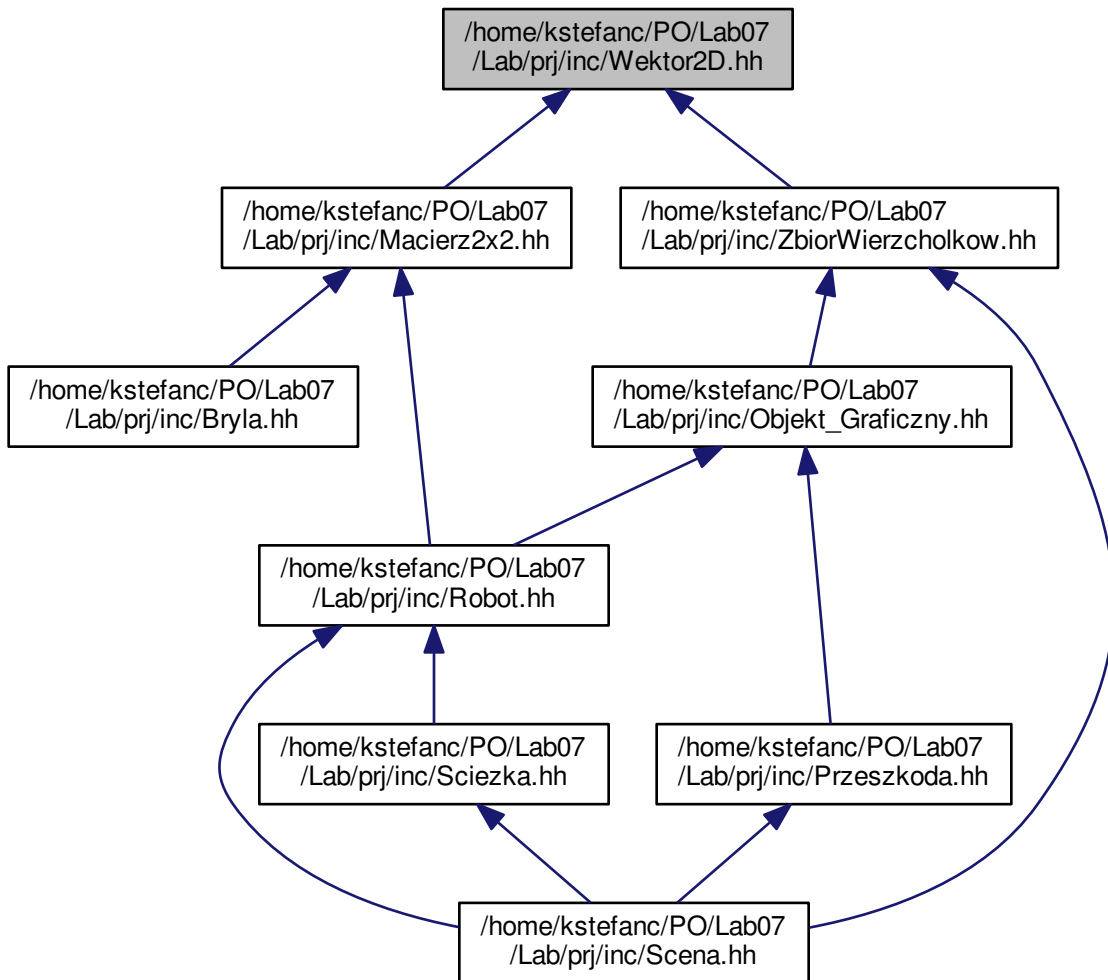 /home/kstefanc/PO/Lab07
/Lab/prj/inc/Wektor2D.hh
/home/kstefanc/PO/Lab07
/Lab/prj/inc/Macierz2x2.hh
/home/kstefanc/PO/Lab07
/Lab/prj/inc/ZbiorWierzcholkow.hh
/home/kstefanc/PO/Lab07
/Lab/prj/inc/Bryla.hh
/home/kstefanc/PO/Lab07
/Lab/prj/inc/Objekt_Graficzny.hh
/home/kstefanc/PO/Lab07
/Lab/prj/inc/Robot.hh
/home/kstefanc/PO/Lab07
/Lab/prj/inc/Sciezka.hh
/home/kstefanc/PO/Lab07
/Lab/prj/inc/Przeszkoda.hh
/home/kstefanc/PO/Lab07
/Lab/prj/inc/Scena.hh